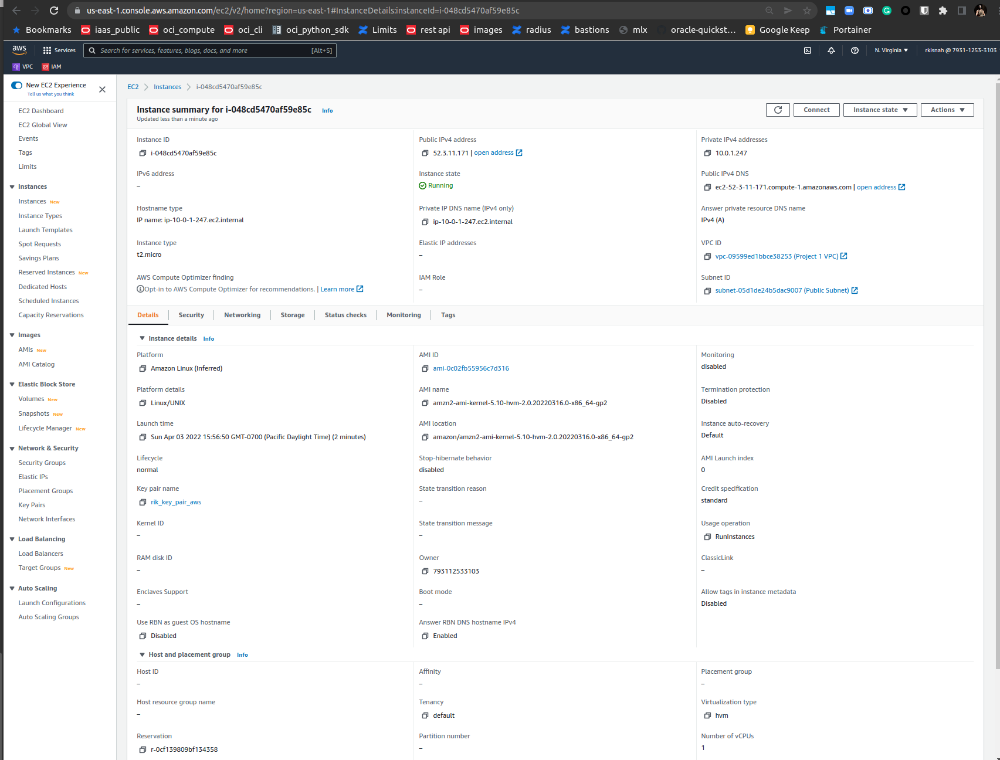 us-east-1.console.aws.amazon.com/ec2/v2/home?region=us-east-1#InstanceDetails:instanceId=i-048cd5470af59e85c
Bookmarks iaas_public oci_compute oci_cli oci_python_sdk Limits rest api images radius bastions mlx oracle-quickst... Google Keep Portainer
aws Services Search for services, features, blogs, docs, and more [Alt+S] N. Virginia ▼ rkisnah @ 7931-1253-3103
VPC IAM
New EC2 Experience
Tell us what you think
EC2 Dashboard
EC2 Global View
Events
Tags
Limits
Instances
Instances New
Instance Types
Launch Templates
Spot Requests
Savings Plans
Reserved Instances New
Dedicated Hosts
Scheduled Instances
Capacity Reservations
Images
AMIs New
AMI Catalog
Elastic Block Store
Volumes New
Snapshots New
Lifecycle Manager New
Network & Security
Security Groups
Elastic IPs
Placement Groups
Key Pairs
Network Interfaces
Load Balancing
Load Balancers
Target Groups New
Auto Scaling
Launch Configurations
Auto Scaling Groups
EC2 > Instances > i-048cd5470af59e85c
Instance summary for i-048cd5470af59e85c Info
Updated less than a minute ago
Connect Instance state ▼ Actions ▼
Instance ID Public IPv4 address Private IPv4 addresses
i-048cd5470af59e85c 52.3.11.171 | open address 10.0.1.247
IPv6 address Instance state Public IPv4 DNS
– Running ec2-52-3-11-171.compute-1.amazonaws.com | open address
Hostname type Private IP DNS name (IPv4 only) Answer private resource DNS name
IP name: ip-10-0-1-247.ec2.internal ip-10-0-1-247.ec2.internal IPv4 (A)
Instance type Elastic IP addresses VPC ID
t2.micro – vpc-09599ed1bbce38253 (Project 1 VPC)
AWS Compute Optimizer finding IAM Role Subnet ID
Opt-in to AWS Compute Optimizer for recommendations. | Learn more – subnet-05d1de24b5dac9007 (Public Subnet)
Details Security Networking Storage Status checks Monitoring Tags
Instance details Info
Platform AMI ID Monitoring
Amazon Linux (Inferred) ami-0c02fb55956c7d316 disabled
Platform details AMI name Termination protection
Linux/UNIX amzn2-ami-kernel-5.10-hvm-2.0.20220316.0-x86_64-gp2 Disabled
Launch time AMI location Instance auto-recovery
Sun Apr 03 2022 15:56:50 GMT-0700 (Pacific Daylight Time) (2 minutes) amazon/amzn2-ami-kernel-5.10-hvm-2.0.20220316.0-x86_64-gp2 Default
Lifecycle Stop-hibernate behavior AMI Launch index
normal disabled 0
Key pair name State transition reason Credit specification
rik_key_pair_aws – standard
Kernel ID State transition message Usage operation
– – RunInstances
RAM disk ID Owner ClassicLink
– 793112533103 –
Enclaves Support Boot mode Allow tags in instance metadata
– – Disabled
Use RBN as guest OS hostname Answer RBN DNS hostname IPv4
Disabled Enabled
Host and placement group Info
Host ID Affinity Placement group
– – –
Host resource group name Tenancy Virtualization type
– default hvm
Reservation Partition number Number of vCPUs
r-0cf139809bf134358 – 1